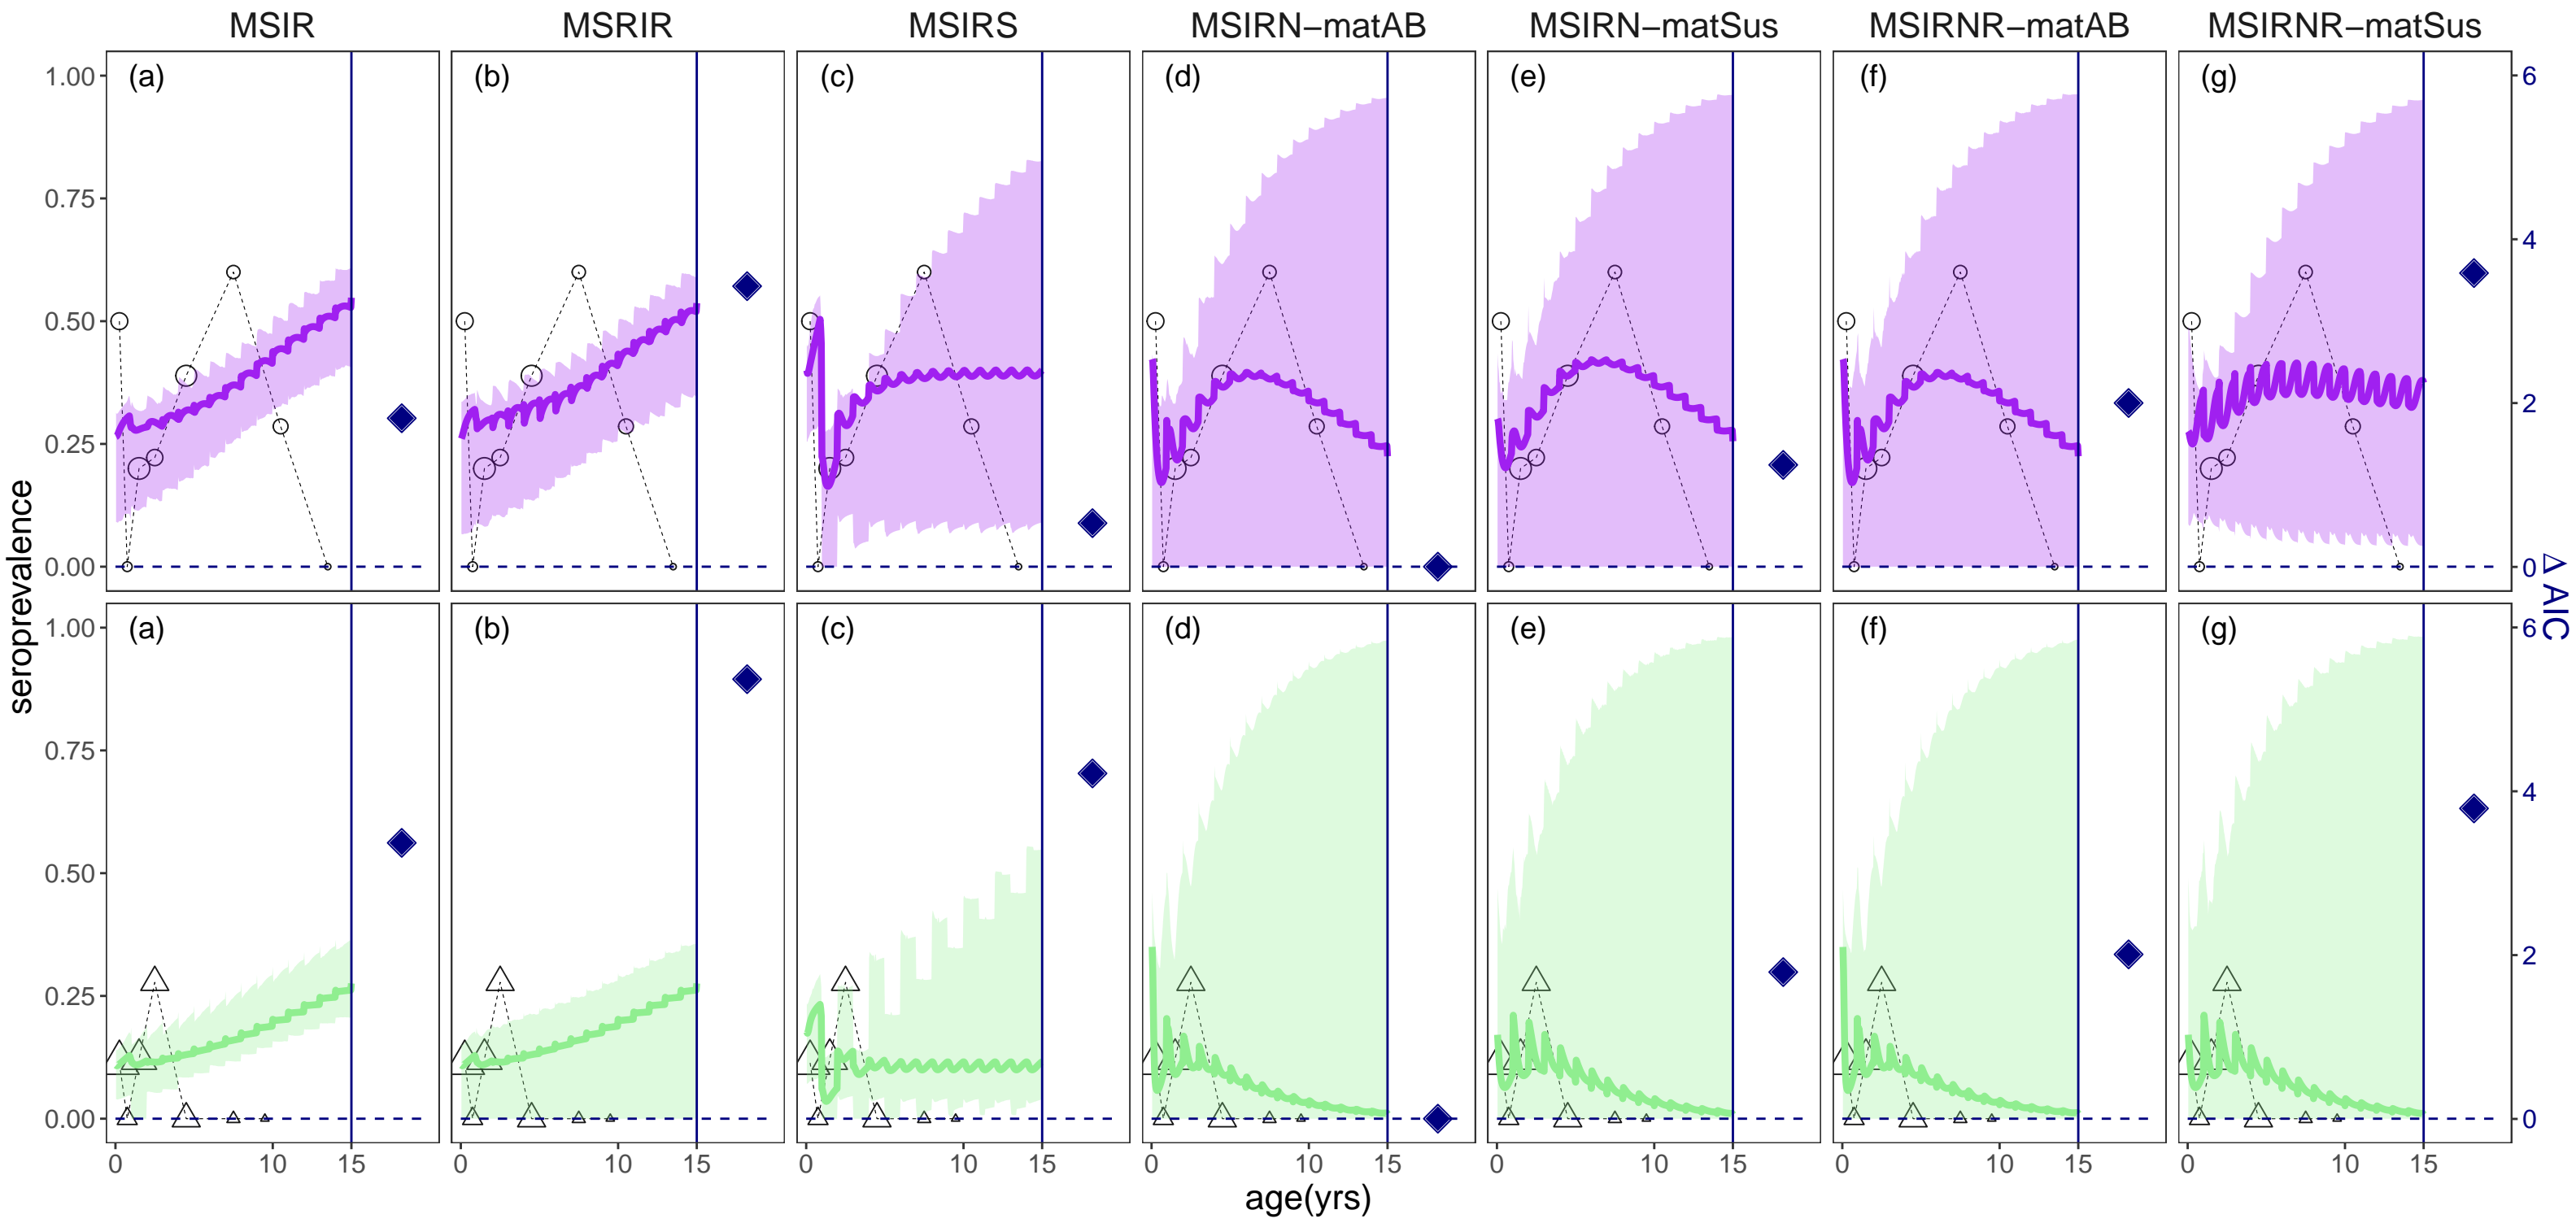 MSIR MSRIR MSIRS MSIRN−matAB MSIRN−matSus MSIRNR−matAB MSIRNR−matSus
(a) (b) (c) (d) (e) (f) (g)
1.00 6
0.75
4
0.50
2
0.25
0.00 0
seroprevalence
Δ AIC
(a) (b) (c) (d) (e) (f) (g)
1.00 6
0.75
4
0.50
2
0.25
0.00 0
0 10 15 0 10 15 0 10 15 0 10 15 0 10 15 0 10 15 0 10 15
age(yrs)